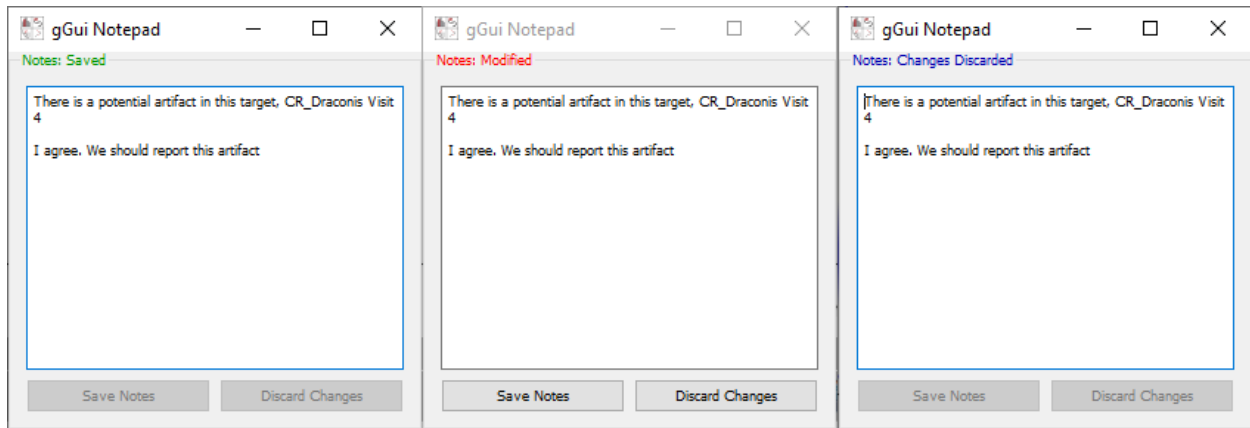 gGui Notepad
Notes: Saved
There is a potential artifact in this target, CR_Draconis Visit
4
I agree. We should report this artifact
Save Notes
Discard Changes
gGui Notepad
Notes: Modified
There is a potential artifact in this target, CR_Draconis Visit
4
I agree. We should report this artifact
Save Notes
Discard Changes
gGui Notepad
Notes: Changes Discarded
There is a potential artifact in this target, CR_Draconis Visit
4
I agree. We should report this artifact
Save Notes
Discard Changes